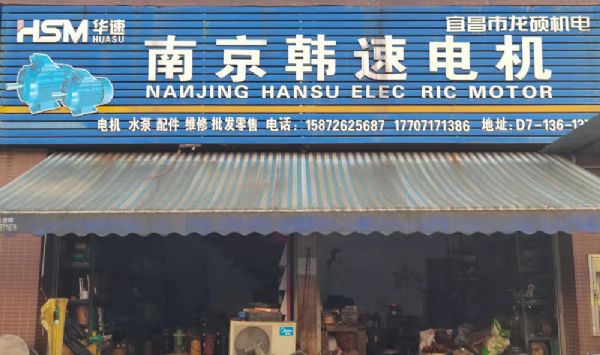 HSM 华速
HUASU
宜昌市龙硕机电
南京韩速电机
NANJING HANSU ELEC RIC MOTOR
电机 水泵 配件 维修 批发零售 电话：15872625687 17707171386 地址：D7-136-13